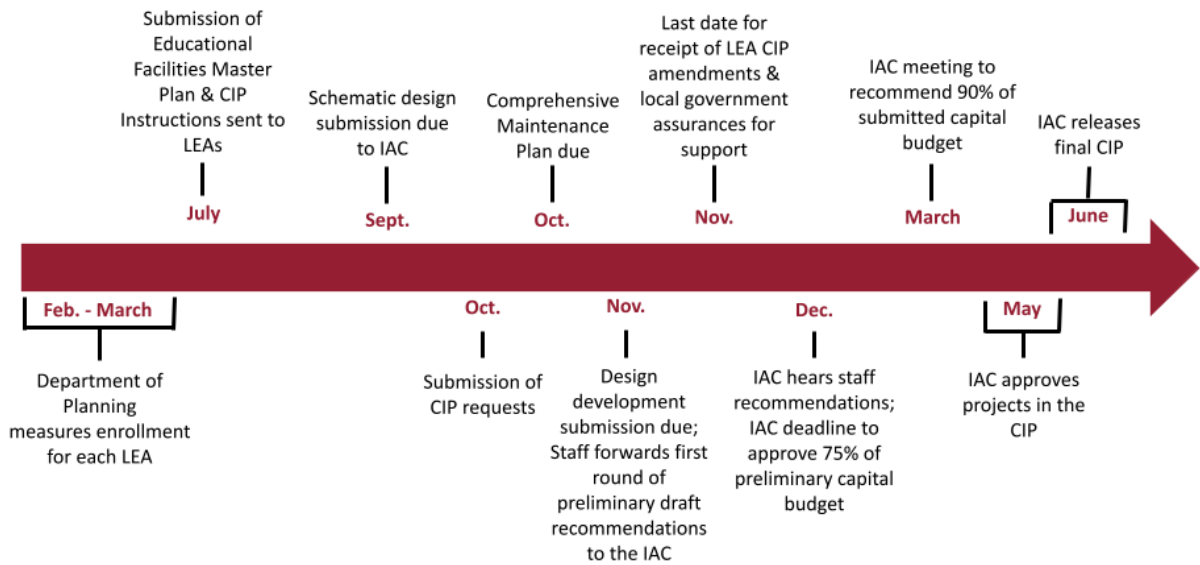 Submission of
Educational
Facilities Master
Plan & CIP
Instructions sent to
LEAs
July
Schematic design
submission due
to IAC
Sept.
Comprehensive
Maintenance
Plan due
Oct.
Last date for
receipt of LEA CIP
amendments &
local government
assurances for
support
Nov.
IAC meeting to
recommend 90% of
submitted capital
budget
March
IAC releases
final CIP
June
Feb. - March
Department of
Planning
measures enrollment
for each LEA
Oct.
Submission of
CIP requests
Nov.
Design
development
submission due;
Staff forwards first
round of
preliminary draft
recommendations
to the IAC
Dec.
IAC hears staff
recommendations;
IAC deadline to
approve 75% of
preliminary capital
budget
May
IAC approves
projects in the
CIP